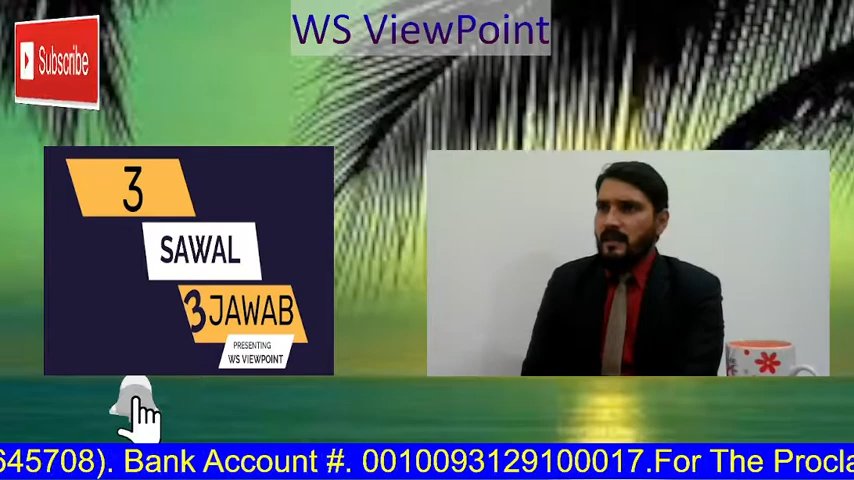 WS ViewPoint
Subscribe
3
SAWAL
3 JAWAB
PRESENTING
WS VIEWPOINT
645708). Bank Account #. 0010093129100017.For The Procla